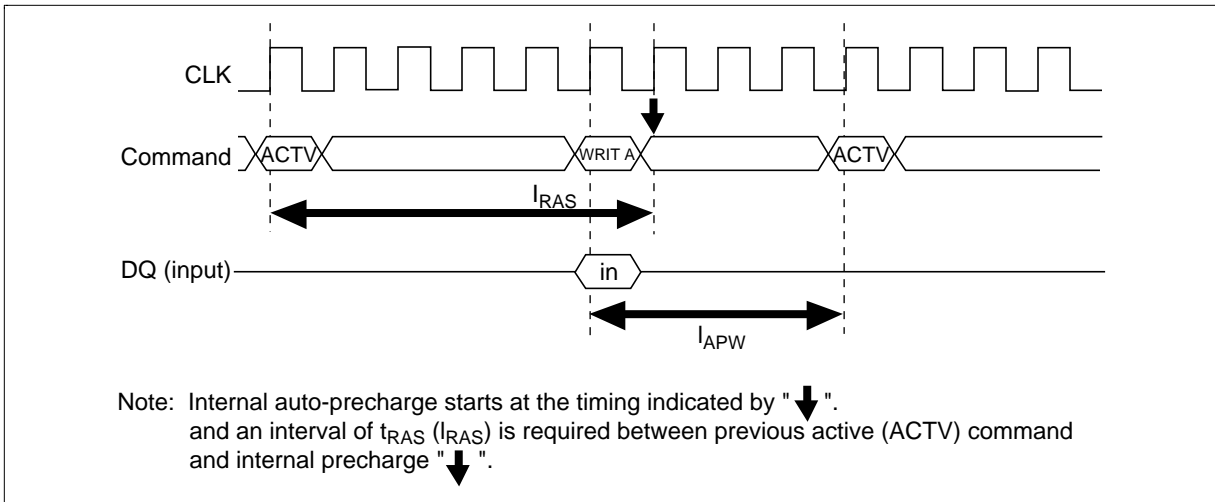 CLK
Command ACTV WRIT A ACTV
lRAS
DQ (input) in
lAPW
Note: Internal auto-precharge starts at the timing indicated by " ".
and an interval of tRAS (lRAS) is required between previous active (ACTV) command
and internal precharge " ".